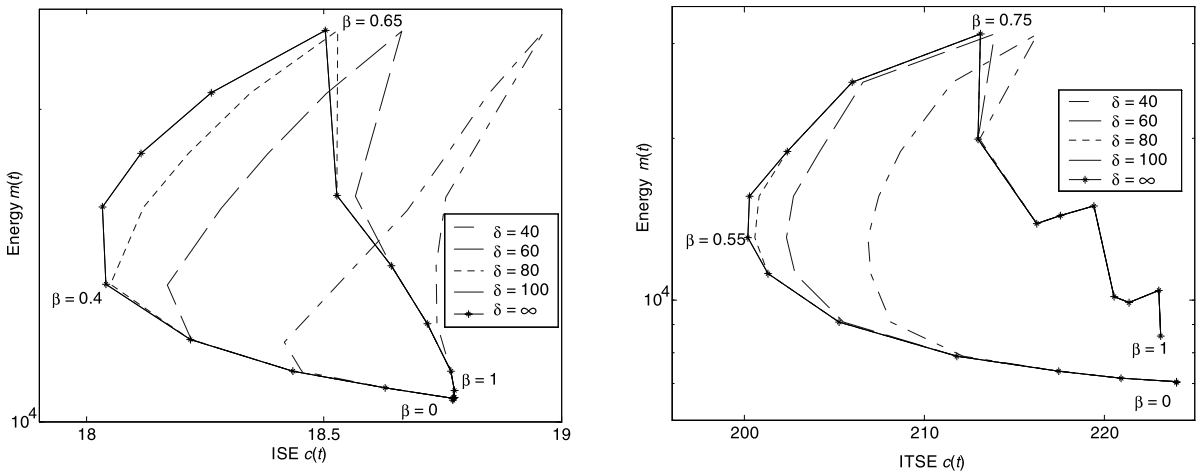 β = 0.65
Energy m(t)
β = 0.4
δ = 40
δ = 60
δ = 80
δ = 100
δ = ∞
β = 1
β = 0
10⁴
18
18.5
19
ISE c(t)
β = 0.75
Energy m(t)
δ = 40
δ = 60
δ = 80
δ = 100
δ = ∞
β = 0.55
10⁴
β = 1
β = 0
200
210
220
ITSE c(t)